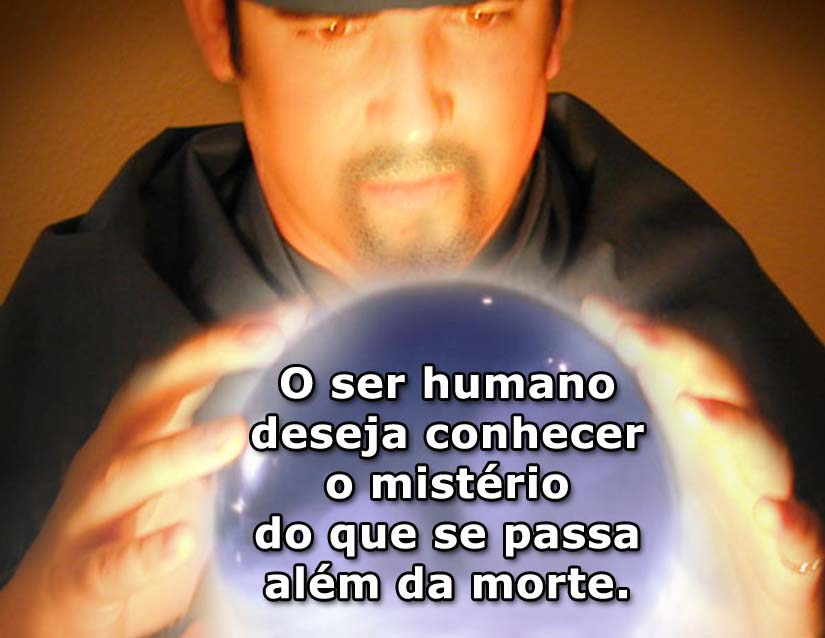 O ser humano
deseja conhecer
o mistério
do que se passa
além da morte.